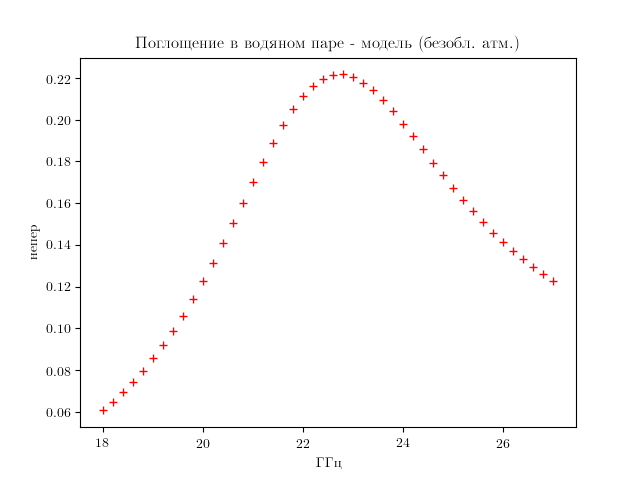 Поглощение в водяном паре - модель (безобл. атм.)
непер
0.22
0.20
0.18
0.16
0.14
0.12
0.10
0.08
0.06
18 20 22 24 26
ГГц